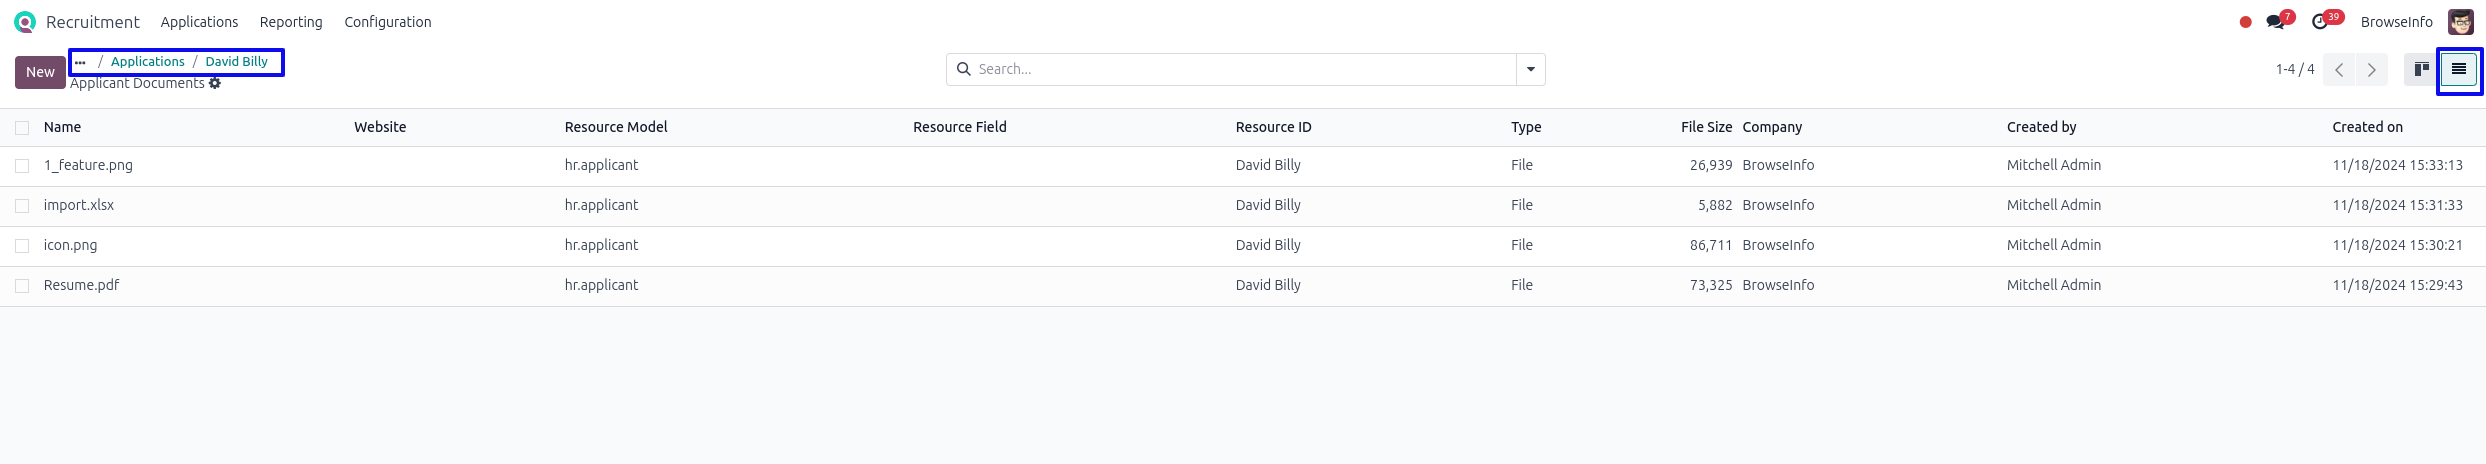 Recruitment Applications Reporting Configuration 7 39 BrowseInfo
New ... / Applications / David Billy Search... 1-4 / 4
Applicant Documents
Name Website Resource Model Resource Field Resource ID Type File Size Company Created by Created on
1_feature.png hr.applicant David Billy File 26,939 BrowseInfo Mitchell Admin 11/18/2024 15:33:13
import.xlsx hr.applicant David Billy File 5,882 BrowseInfo Mitchell Admin 11/18/2024 15:31:33
icon.png hr.applicant David Billy File 86,711 BrowseInfo Mitchell Admin 11/18/2024 15:30:21
Resume.pdf hr.applicant David Billy File 73,325 BrowseInfo Mitchell Admin 11/18/2024 15:29:43